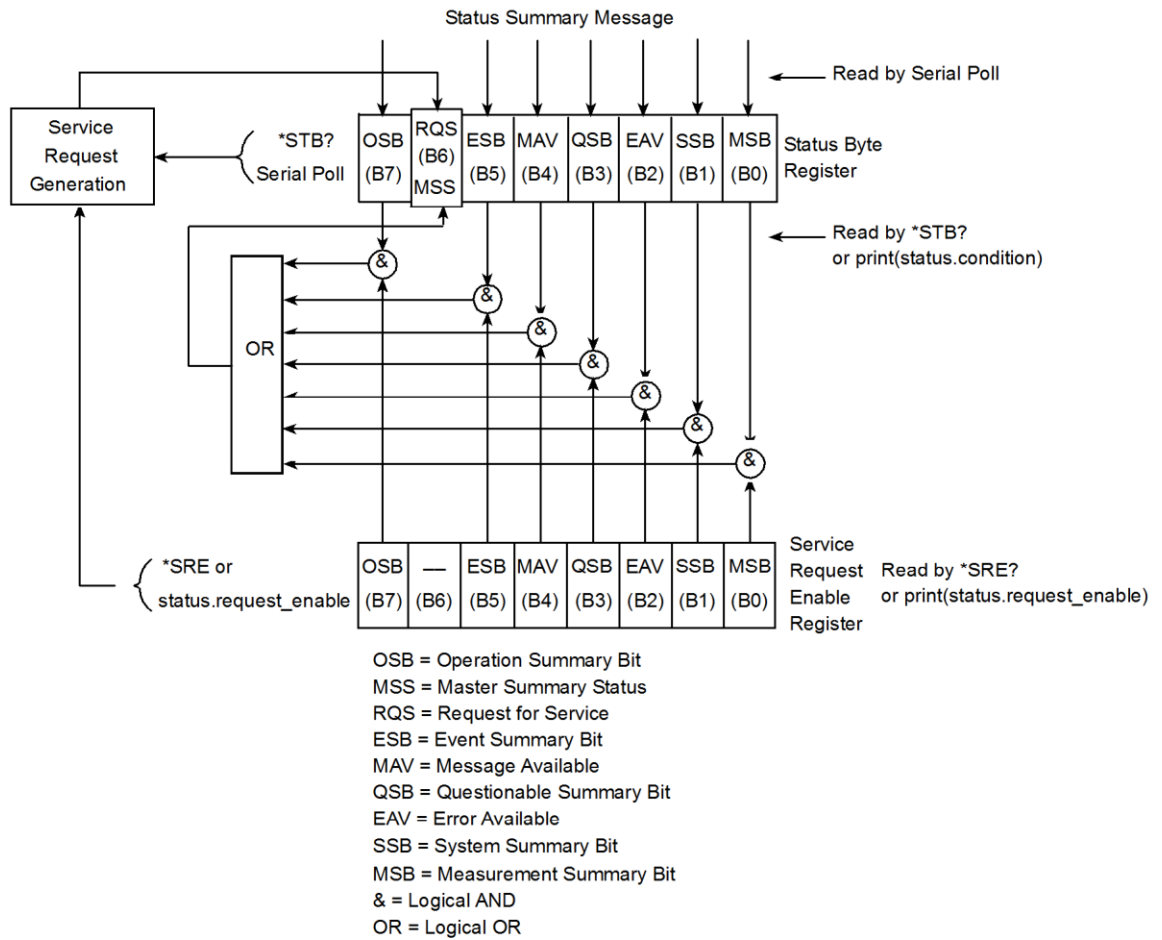 Status Summary Message
Read by Serial Poll
Service
Request
Generation
*STB?
Serial Poll
OSB
(B7)
RQS
(B6)
MSS
ESB
(B5)
MAV
(B4)
QSB
(B3)
EAV
(B2)
SSB
(B1)
MSB
(B0)
Status Byte
Register
Read by *STB?
or print(status.condition)
&
&
&
&
&
&
&
OR
*SRE or
status.request_enable
OSB
(B7)
—
(B6)
ESB
(B5)
MAV
(B4)
QSB
(B3)
EAV
(B2)
SSB
(B1)
MSB
(B0)
Service
Request
Enable
Register
Read by *SRE?
or print(status.request_enable)
OSB = Operation Summary Bit
MSS = Master Summary Status
RQS = Request for Service
ESB = Event Summary Bit
MAV = Message Available
QSB = Questionable Summary Bit
EAV = Error Available
SSB = System Summary Bit
MSB = Measurement Summary Bit
& = Logical AND
OR = Logical OR